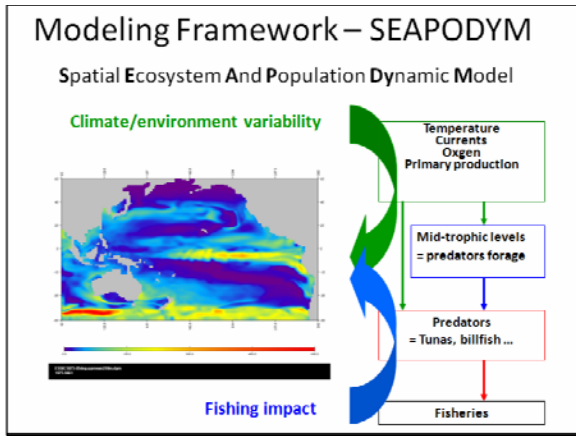 Modeling Framework – SEAPODYM
Spatial Ecosystem And Population Dynamic Model
Climate/environment variability
Temperature
Currents
Oxgen
Primary production
Mid-trophic levels
= predators forage
Predators
= Tunas, billfish ...
Fishing impact
Fisheries